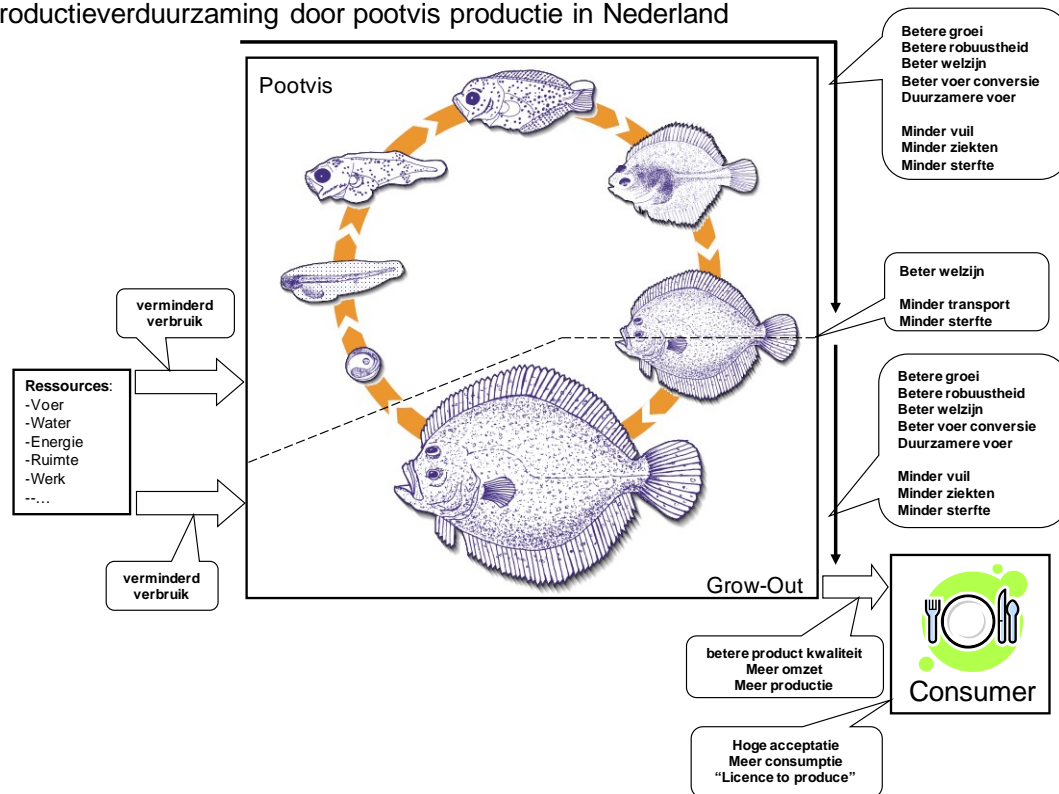 roductieverduurzaming door pootvis productie in Nederland
Pootvis
Betere groei
Betere robuustheid
Beter welzijn
Beter voer conversie
Duurzamere voer
Minder vuil
Minder ziekten
Minder sterfte
Beter welzijn
Minder transport
Minder sterfte
verminderd
verbruik
Ressources:
-Voer
-Water
-Energie
-Ruimte
-Werk
--...
verminderd
verbruik
Betere groei
Betere robuustheid
Beter welzijn
Beter voer conversie
Duurzamere voer
Minder vuil
Minder ziekten
Minder sterfte
Grow-Out
betere product kwaliteit
Meer omzet
Meer productie
Consumer
Hoge acceptatie
Meer consumptie
“Licence to produce”